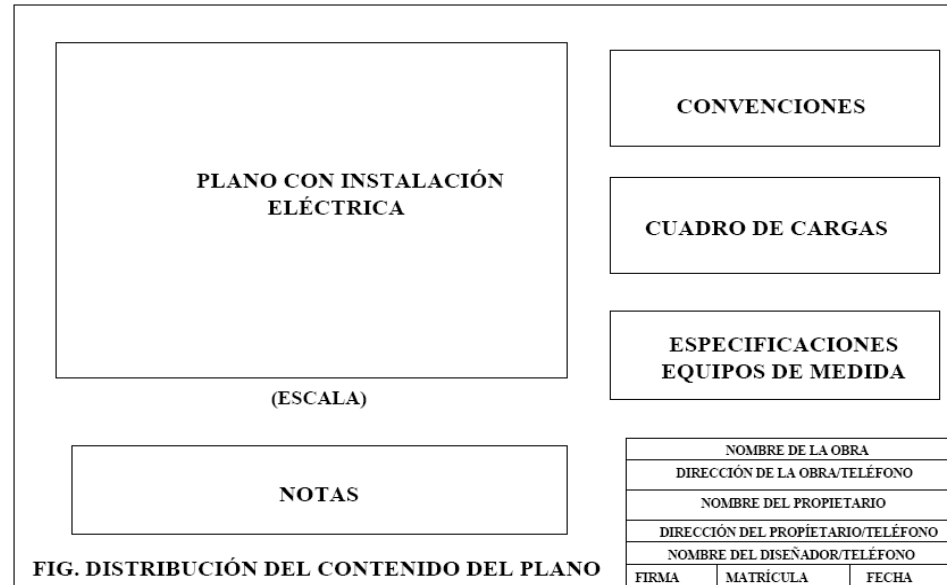 PLANO CON INSTALACIÓN
ELÉCTRICA
(ESCALA)
NOTAS
FIG. DISTRIBUCIÓN DEL CONTENIDO DEL PLANO
CONVENCIONES
CUADRO DE CARGAS
ESPECIFICACIONES
EQUIPOS DE MEDIDA
NOMBRE DE LA OBRA
DIRECCIÓN DE LA OBRA/TELÉFONO
NOMBRE DEL PROPIETARIO
DIRECCIÓN DEL PROPÍETARIO/TELÉFONO
NOMBRE DEL DISEÑADOR/TELÉFONO
FIRMA MATRÍCULA FECHA